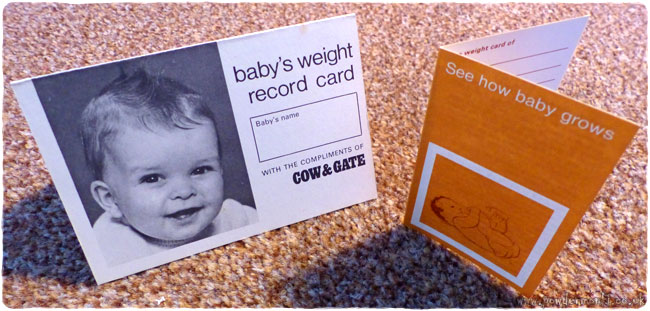 baby's weight
record card
Baby's name
WITH THE COMPLIMENTS OF
COW & GATE
weight card of
See how baby grows